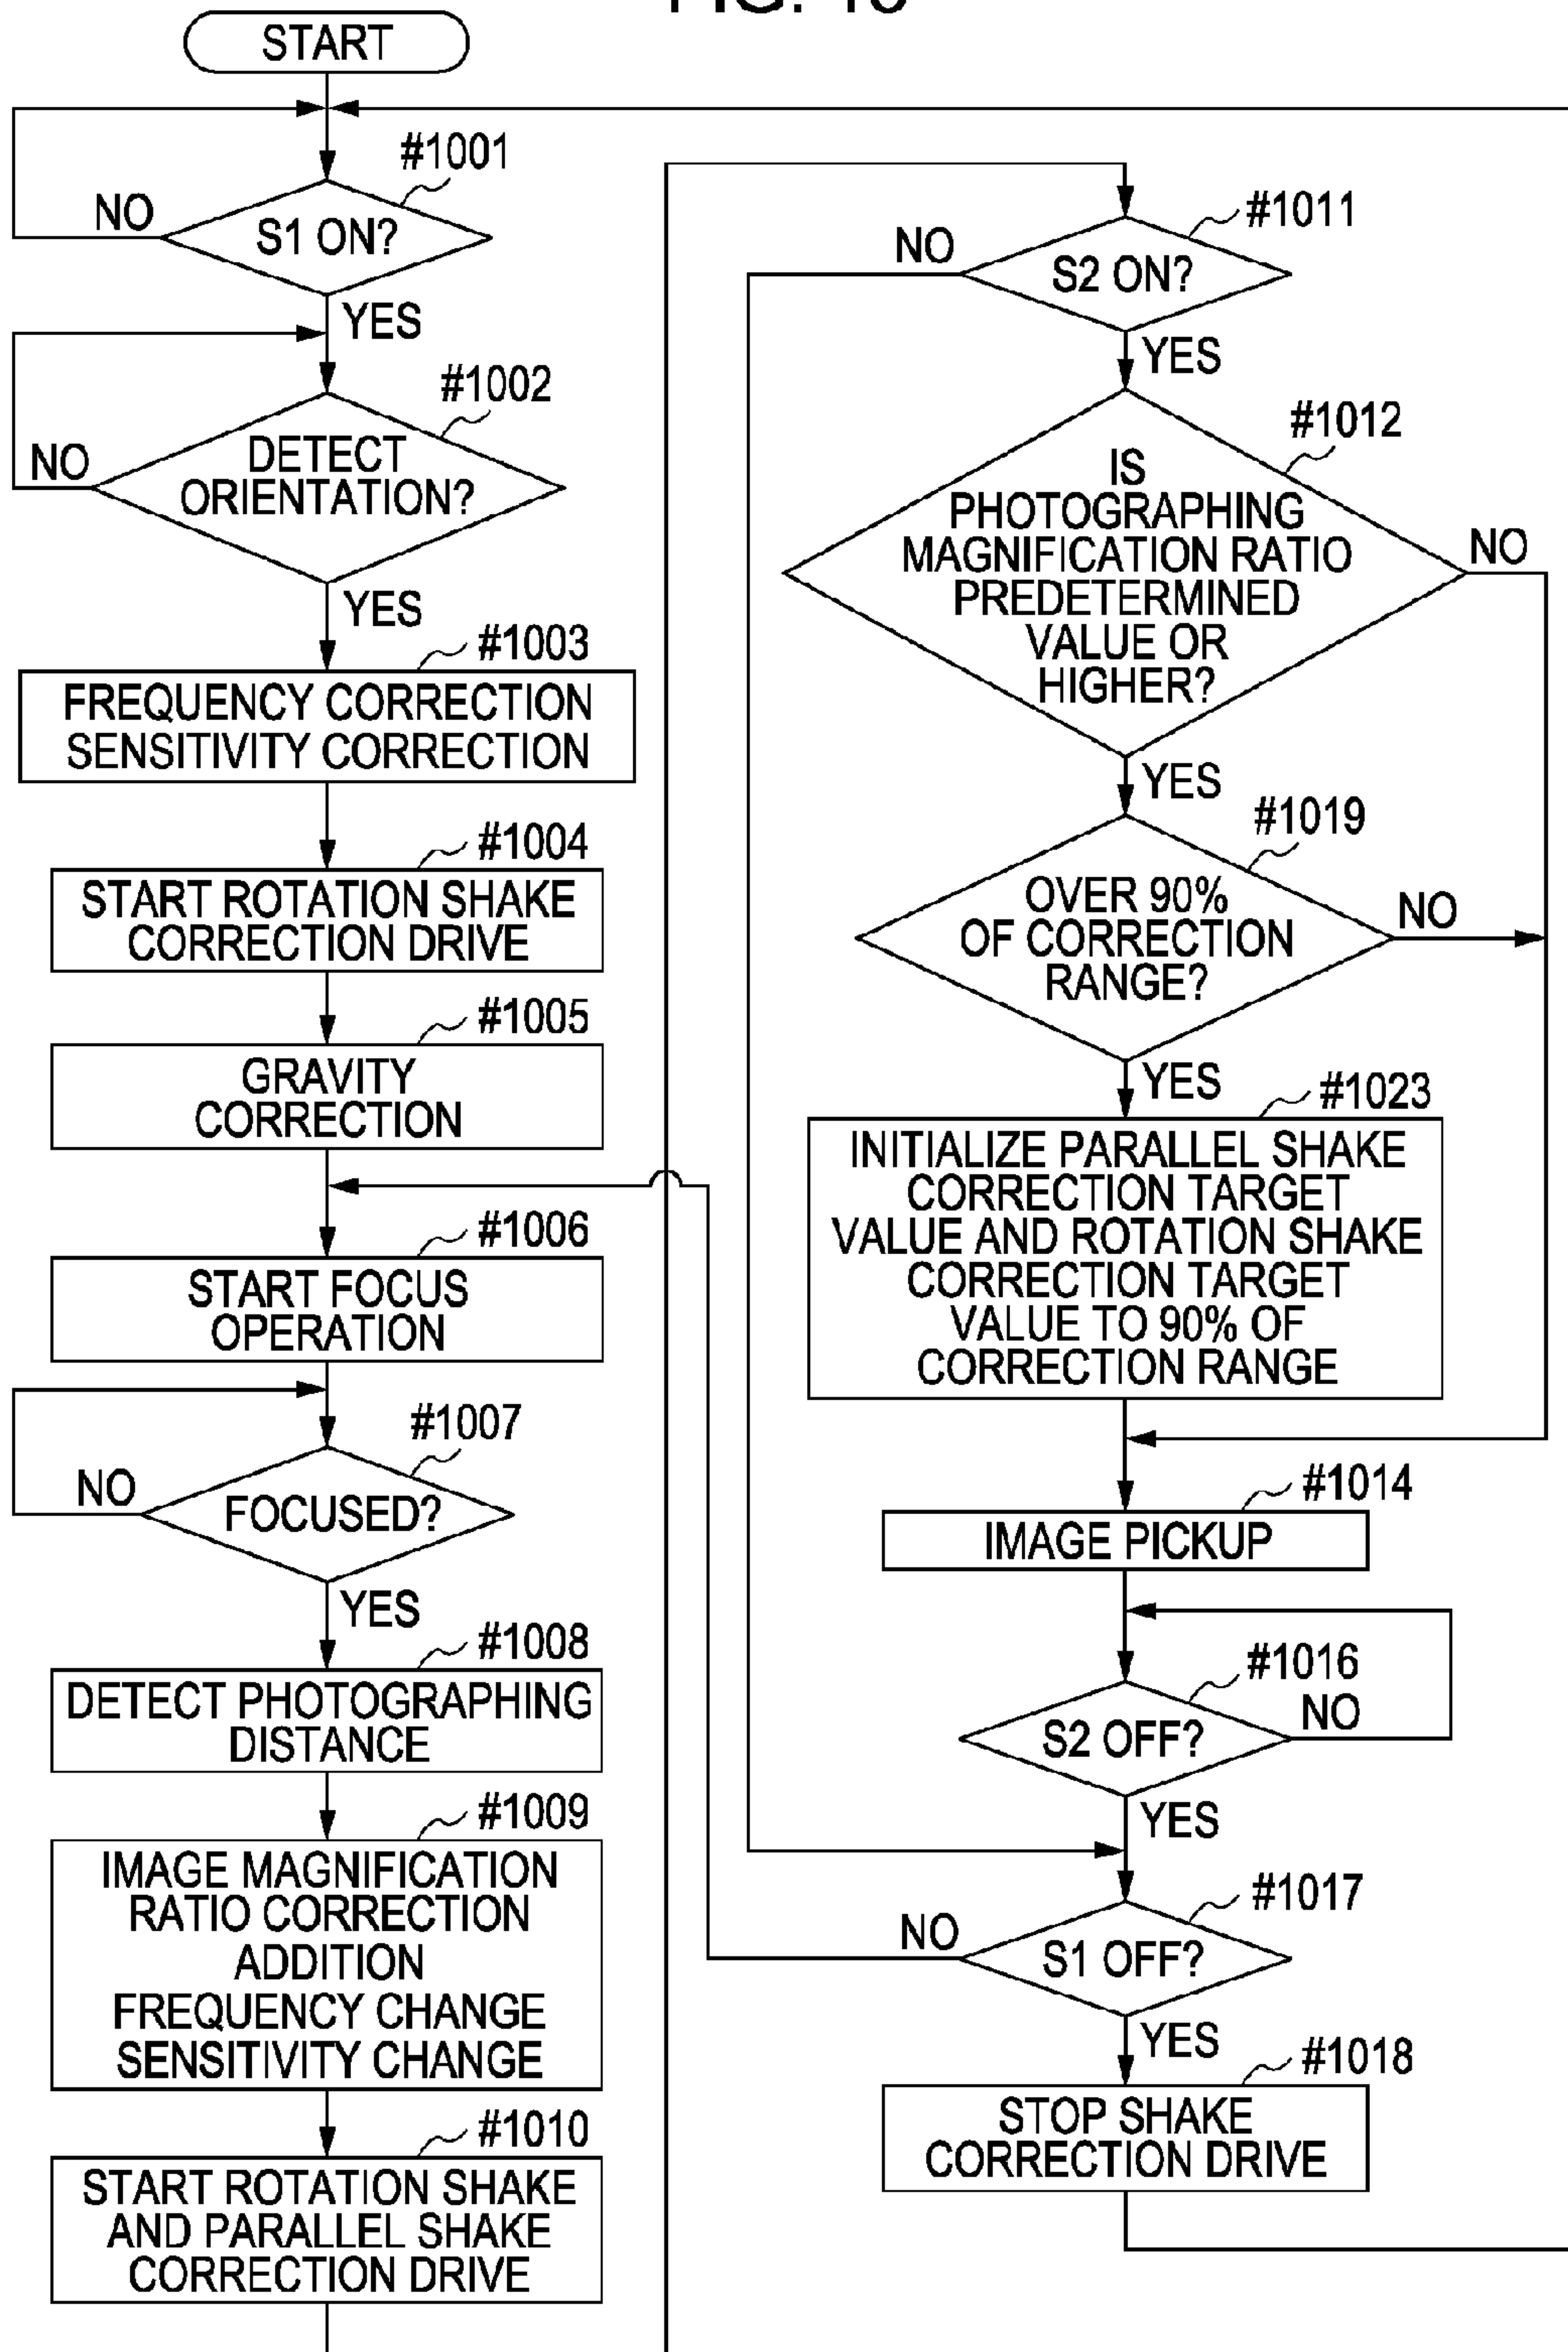 START
#1001
S1 ON?
NO
YES
#1002
DETECT
ORIENTATION?
NO
YES
#1003
FREQUENCY CORRECTION
SENSITIVITY CORRECTION
#1004
START ROTATION SHAKE
CORRECTION DRIVE
#1005
GRAVITY
CORRECTION
#1006
START FOCUS
OPERATION
#1007
FOCUSED?
NO
YES
#1008
DETECT PHOTOGRAPHING
DISTANCE
#1009
IMAGE MAGNIFICATION
RATIO CORRECTION
ADDITION
FREQUENCY CHANGE
SENSITIVITY CHANGE
#1010
START ROTATION SHAKE
AND PARALLEL SHAKE
CORRECTION DRIVE
#1011
S2 ON?
NO
YES
#1012
IS
PHOTOGRAPHING
MAGNIFICATION RATIO
PREDETERMINED
VALUE OR
HIGHER?
NO
YES
#1019
OVER 90%
OF CORRECTION
RANGE?
NO
YES
#1023
INITIALIZE PARALLEL SHAKE
CORRECTION TARGET
VALUE AND ROTATION SHAKE
CORRECTION TARGET
VALUE TO 90% OF
CORRECTION RANGE
#1014
IMAGE PICKUP
#1016
S2 OFF?
NO
YES
#1017
S1 OFF?
NO
YES
#1018
STOP SHAKE
CORRECTION DRIVE